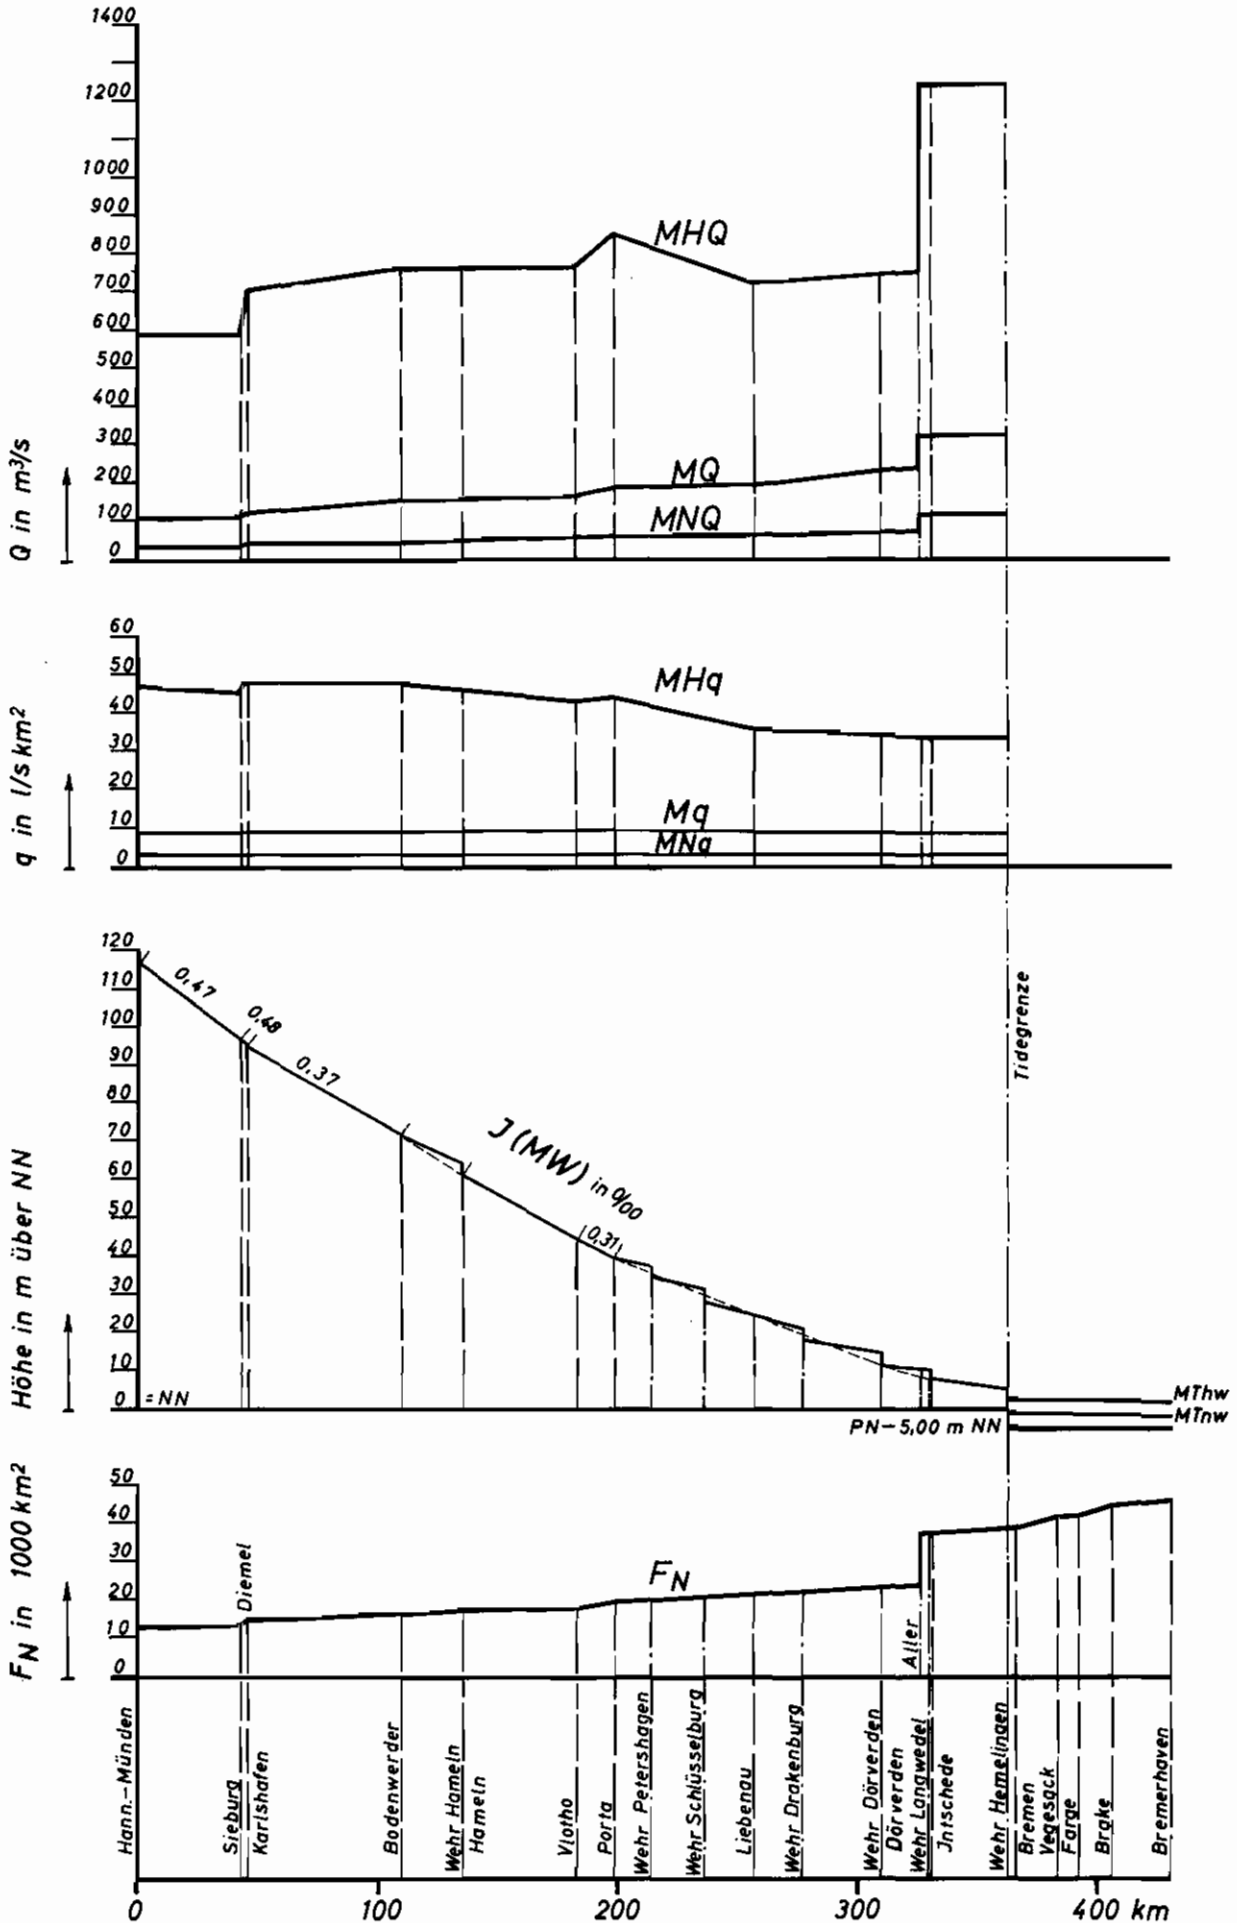 1400
1200
1000
900
800
700
600
500
400
300
200
100
0
Q in m³/s
MHQ
MQ
MNQ
60
50
40
30
20
10
0
q in l/s km²
MHq
Mq
MNq
120
110
100
90
80
70
60
50
40
30
20
10
0 = NN
Höhe in m über NN
0,47
0,48
0,37
J (MW) in ‰
0,31
Tidegrenze
MThw
MTnw
PN–5,00 m NN
50
40
30
20
10
0
FN in 1000 km²
Diemel
FN
Aller
Hann.–Münden
Sieburg
Karlshafen
Bodenwerder
Wehr Hameln
Hameln
Vlotho
Porta
Wehr Petershagen
Wehr Schlüsselburg
Liebenau
Wehr Drakenburg
Wehr Dörverden
Dörverden
Wehr Langwedel
Jntschede
Wehr Hemelingen
Bremen
Vegesack
Farge
Brake
Bremerhaven
0 100 200 300 400 km